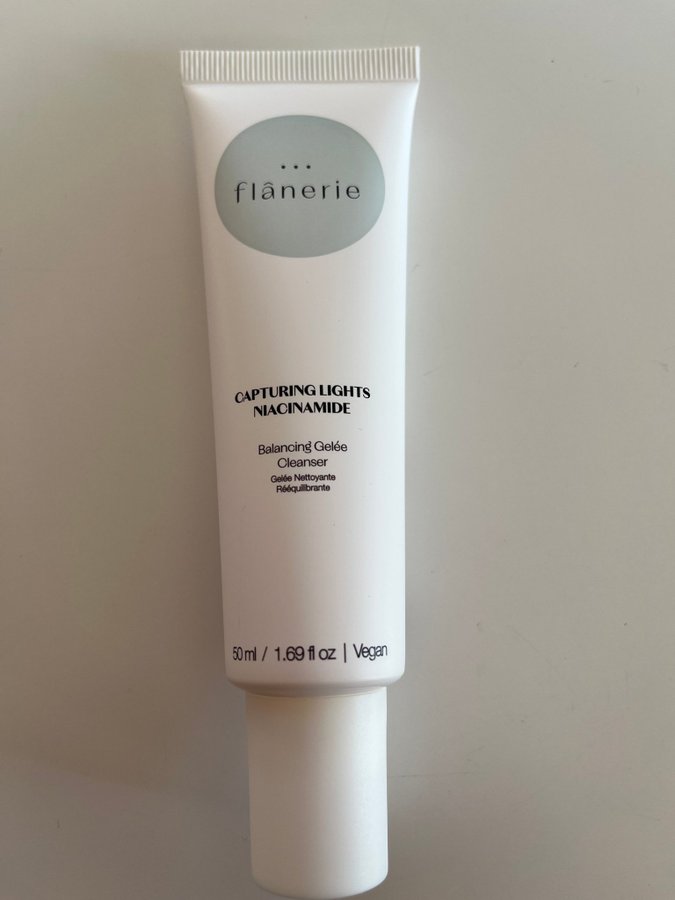 flânerie
CAPTURING LIGHTS
NIACINAMIDE
Balancing Gelée
Cleanser
Gelée Nettoyante
Rééquilibrante
50 ml / 1.69 fl oz | Vegan